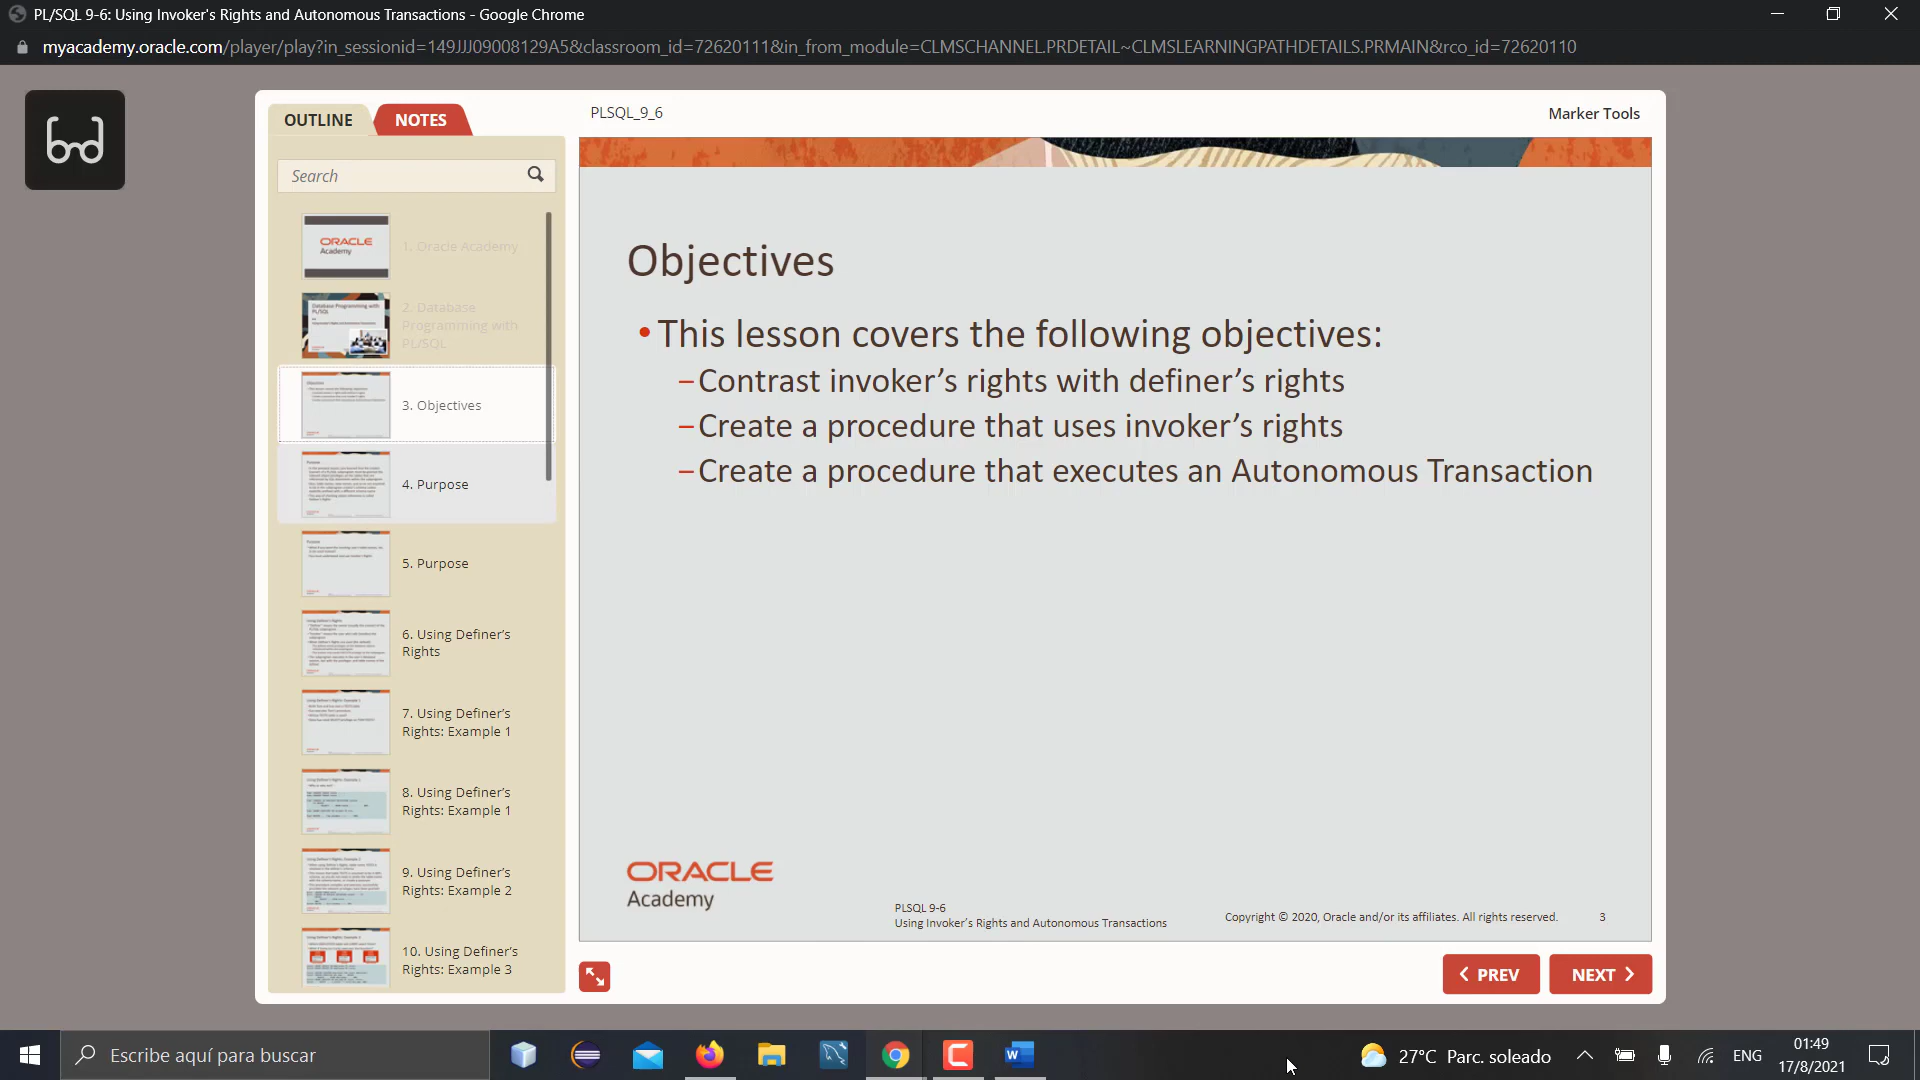 PL/SQL 9-6: Using Invoker's Rights and Autonomous Transactions - Google Chrome
myacademy.oracle.com/player/play?in_sessionid=149JJJ09008129A5&classroom_id=72620111&in_from_module=CLMSCHANNEL.PRDETAIL~CLMSLEARNINGPATHDETAILS.PRMAIN&rco_id=72620110
OUTLINE
NOTES
PLSQL_9_6
Marker Tools
Search
ORACLE
Academy
1. Oracle Academy
Database Programming with
PL/SQL
2. Database
Programming with
PL/SQL
3. Objectives
4. Purpose
5. Purpose
6. Using Definer's
Rights
7. Using Definer's
Rights: Example 1
8. Using Definer's
Rights: Example 1
9. Using Definer's
Rights: Example 2
10. Using Definer's
Rights: Example 3
Objectives
•This lesson covers the following objectives:
–Contrast invoker’s rights with definer’s rights
–Create a procedure that uses invoker’s rights
–Create a procedure that executes an Autonomous Transaction
ORACLE
Academy
PLSQL 9-6
Using Invoker’s Rights and Autonomous Transactions
Copyright © 2020, Oracle and/or its affiliates. All rights reserved.
3
PREV
NEXT
Escribe aquí para buscar
27°C Parc. soleado
ENG
01:49
17/8/2021